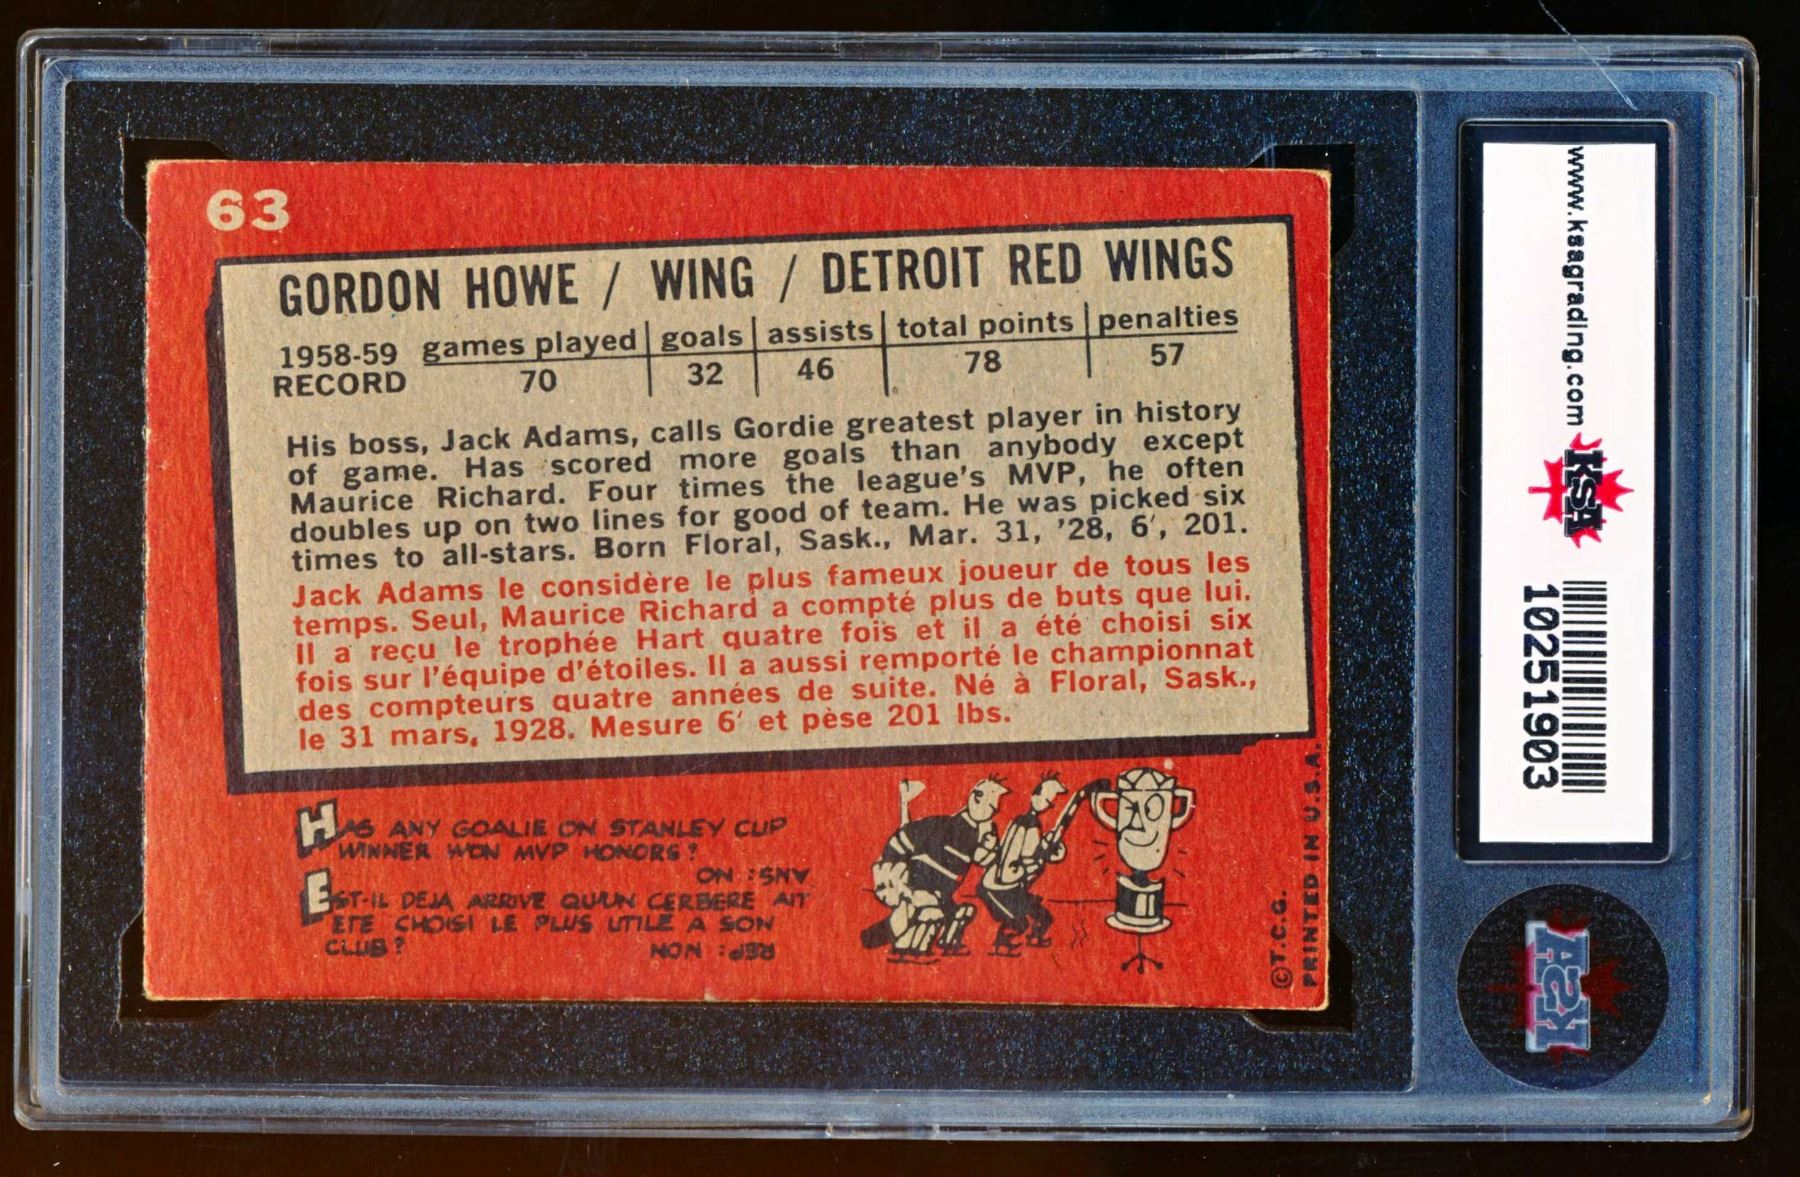 63
GORDON HOWE / WING / DETROIT RED WINGS
1958-59 games played goals assists total points penalties
RECORD 70 32 46 78 57
His boss, Jack Adams, calls Gordie greatest player in history
of game. Has scored more goals than anybody except
Maurice Richard. Four times the league's MVP, he often
doubles up on two lines for good of team. He was picked six
times to all-stars. Born Floral, Sask., Mar. 31, '28, 6', 201.
Jack Adams le considère le plus fameux joueur de tous les
temps. Seul, Maurice Richard a compté plus de buts que lui.
Il a reçu le trophée Hart quatre fois et il a été choisi six
fois sur l'équipe d'étoiles. Il a aussi remporté le championnat
des compteurs quatre années de suite. Né à Floral, Sask.,
le 31 mars, 1928. Mesure 6' et pèse 201 lbs.
HAS ANY GOALIE ON STANLEY CUP
WINNER WON MVP HONORS?
ANS: NO
EST-IL DEJA ARRIVE QU'UN CERBERE AIT
ETE CHOISI LE PLUS UTILE A SON
CLUB?
REP: NON
©T.C.G.
PRINTED IN U.S.A.
www.ksagrading.com
KSA
10251903
KSA